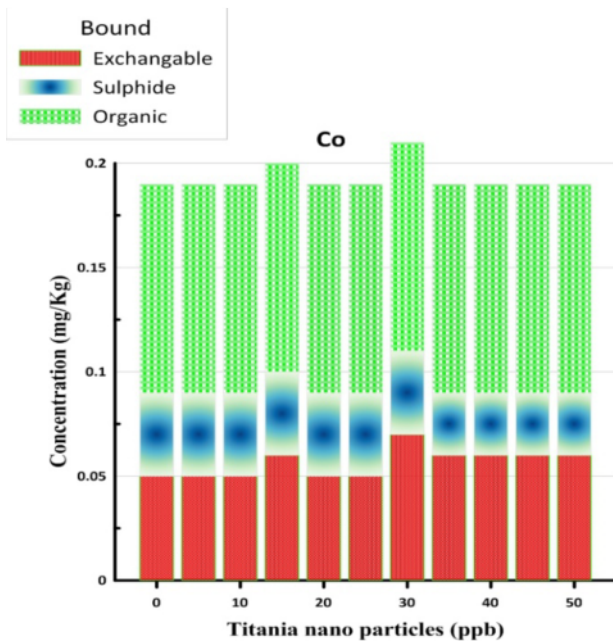 Bound
Exchangable
Sulphide
Organic
Co
0.2
0.15
0.1
0.05
0
Concentration (mg/Kg)
0 10 20 30 40 50
Titania nano particles (ppb)